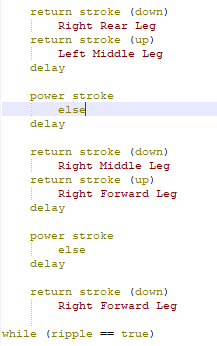 return stroke (down)
Right Rear Leg
return stroke (up)
Left Middle Leg
delay
power stroke
else
delay
return stroke (down)
Right Middle Leg
return stroke (up)
Right Forward Leg
delay
power stroke
else
delay
return stroke (down)
Right Forward Leg
while (ripple == true)